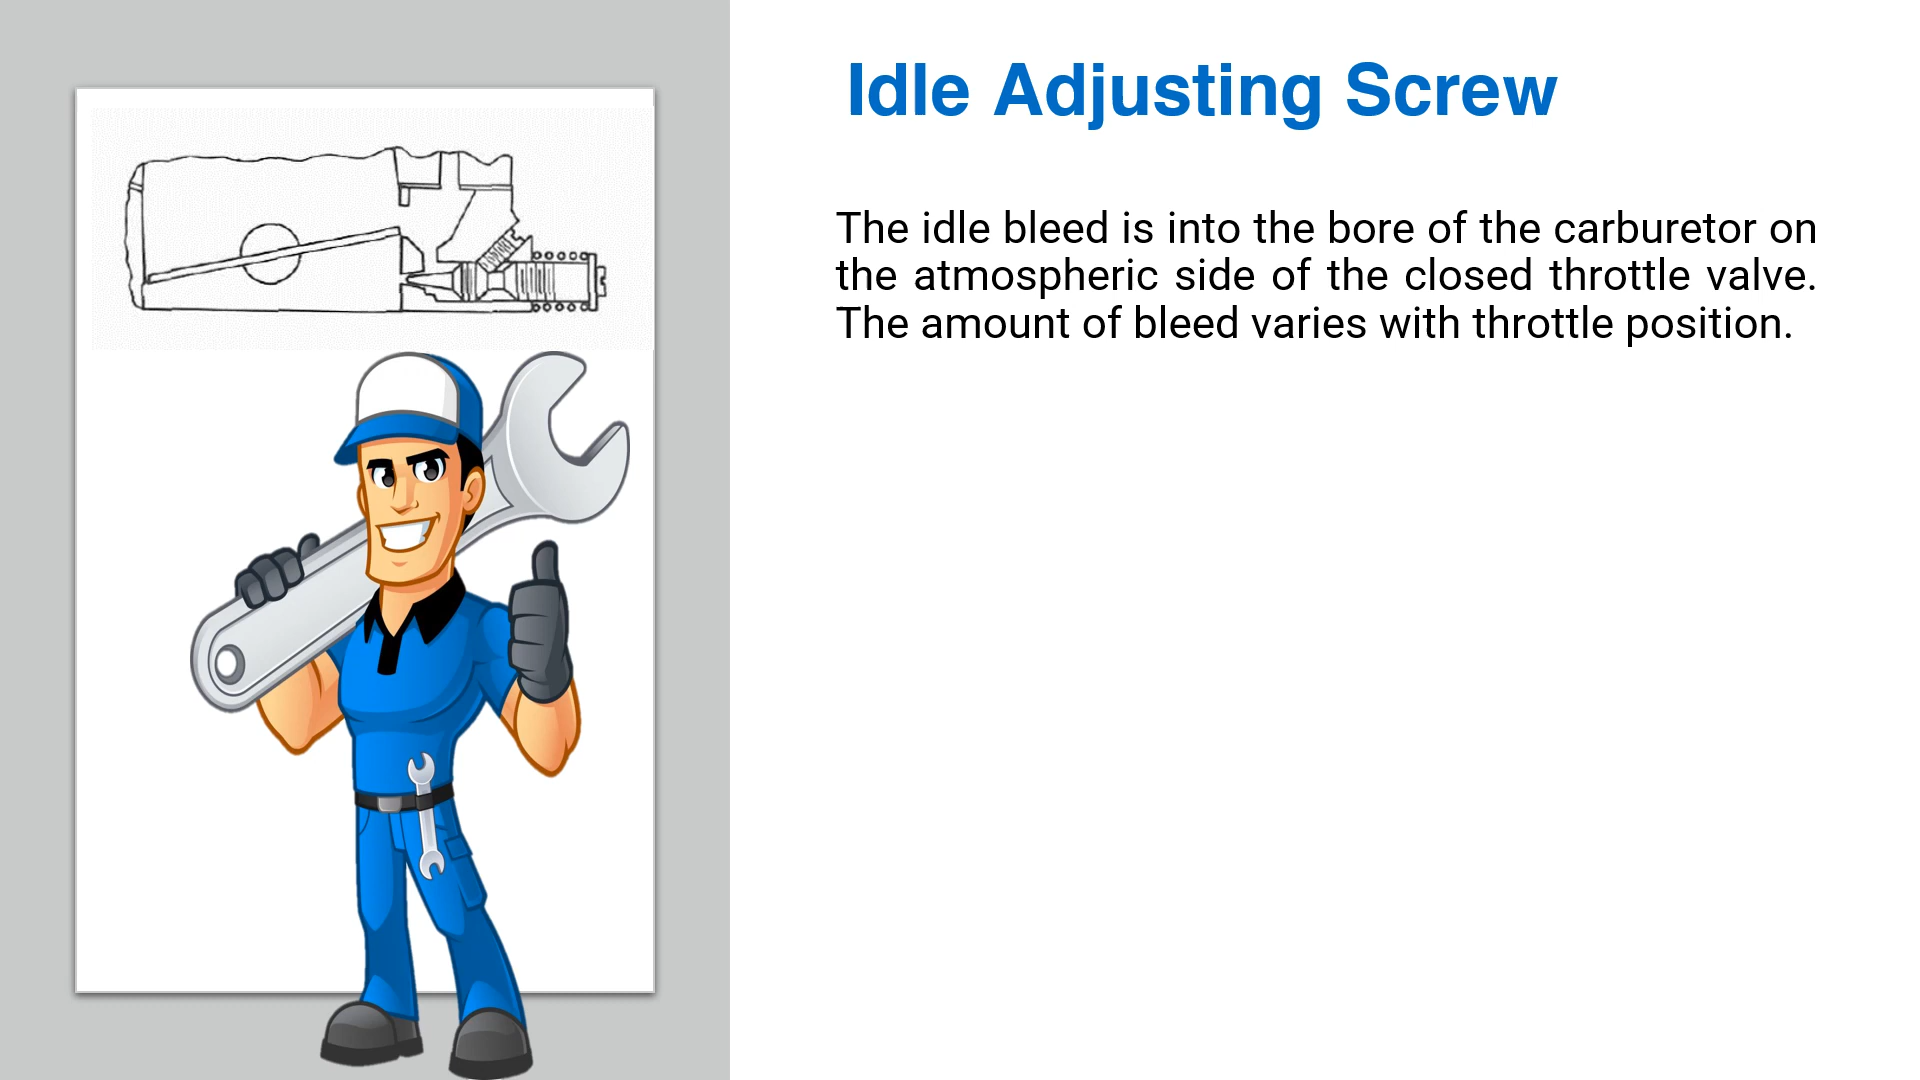 Idle Adjusting Screw
The idle bleed is into the bore of the carburetor on
the atmospheric side of the closed throttle valve.
The amount of bleed varies with throttle position.